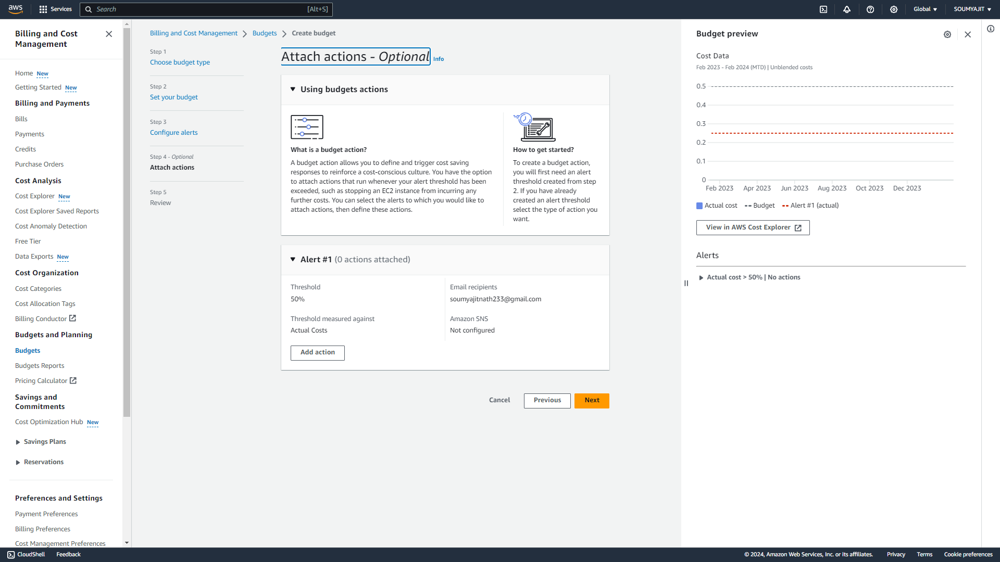 aws
Services
Search
[Alt+S]
Global
SOUMYAJIT
Billing and Cost
Management
Home New
Getting Started New
Billing and Payments
Bills
Payments
Credits
Purchase Orders
Cost Analysis
Cost Explorer New
Cost Explorer Saved Reports
Cost Anomaly Detection
Free Tier
Data Exports New
Cost Organization
Cost Categories
Cost Allocation Tags
Billing Conductor
Budgets and Planning
Budgets
Budgets Reports
Pricing Calculator
Savings and
Commitments
Cost Optimization Hub New
Savings Plans
Reservations
Preferences and Settings
Payment Preferences
Billing Preferences
Cost Management Preferences
Billing and Cost Management
Budgets
Create budget
Step 1
Choose budget type
Step 2
Set your budget
Step 3
Configure alerts
Step 4 - Optional
Attach actions
Step 5
Review
Attach actions - Optional Info
Using budgets actions
What is a budget action?
A budget action allows you to define and trigger cost saving
responses to reinforce a cost-conscious culture. You have the option
to attach actions that run whenever your alert threshold has been
exceeded, such as stopping an EC2 instance from incurring any
further costs. You can select the alerts to which you would like to
attach actions, then define these actions.
How to get started?
To create a budget action,
you will first need an alert
threshold created from step
2. If you have already
created an alert threshold
select the type of action you
want.
Alert #1 (0 actions attached)
Threshold
50%
Threshold measured against
Actual Costs
Email recipients
soumyajitnath233@gmail.com
Amazon SNS
Not configured
Add action
Cancel
Previous
Next
Budget preview
Cost Data
Feb 2023 - Feb 2024 (MTD) | Unblended costs
0.5
0.4
0.3
0.2
0.1
0
Feb 2023 Apr 2023 Jun 2023 Aug 2023 Oct 2023 Dec 2023
Actual cost Budget Alert #1 (actual)
View in AWS Cost Explorer
Alerts
Actual cost > 50% | No actions
CloudShell
Feedback
© 2024, Amazon Web Services, Inc. or its affiliates.
Privacy
Terms
Cookie preferences